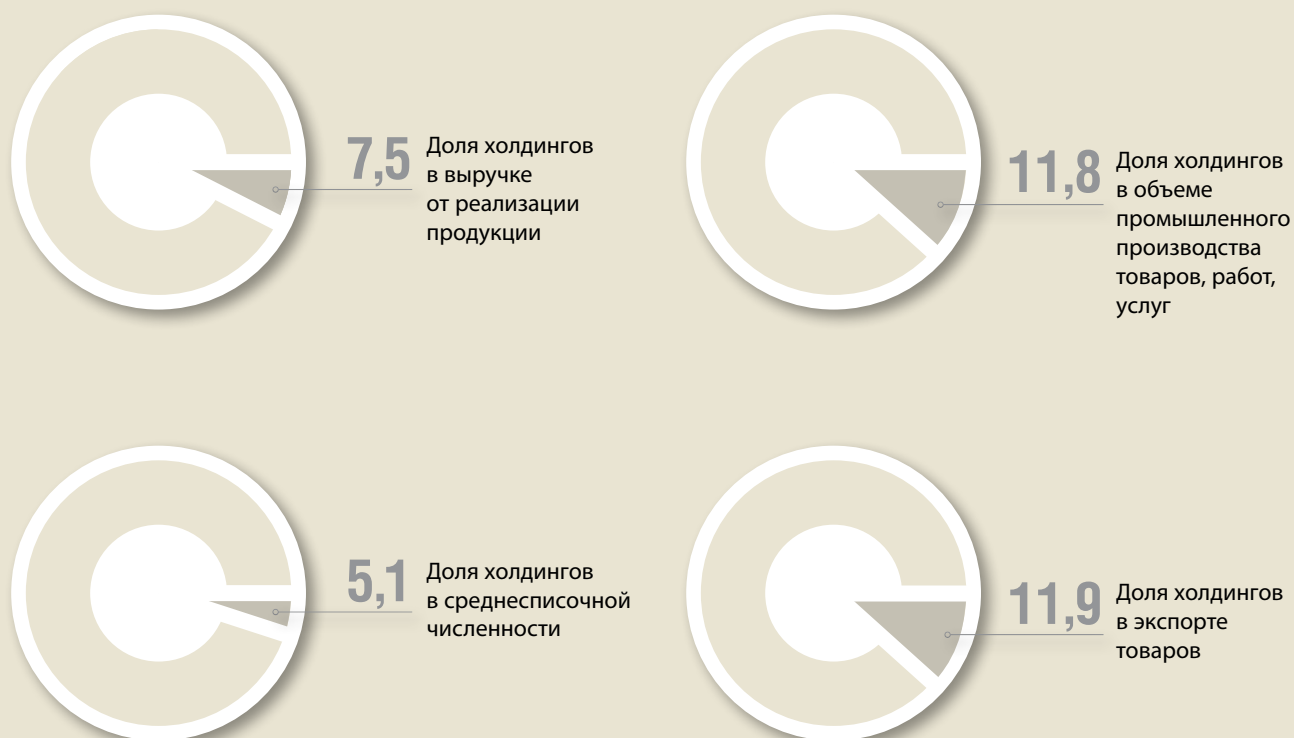 7,5
Доля холдингов
в выручке
от реализации
продукции
11,8
Доля холдингов
в объеме
промышленного
производства
товаров, работ,
услуг
5,1
Доля холдингов
в среднесписочной
численности
11,9
Доля холдингов
в экспорте
товаров